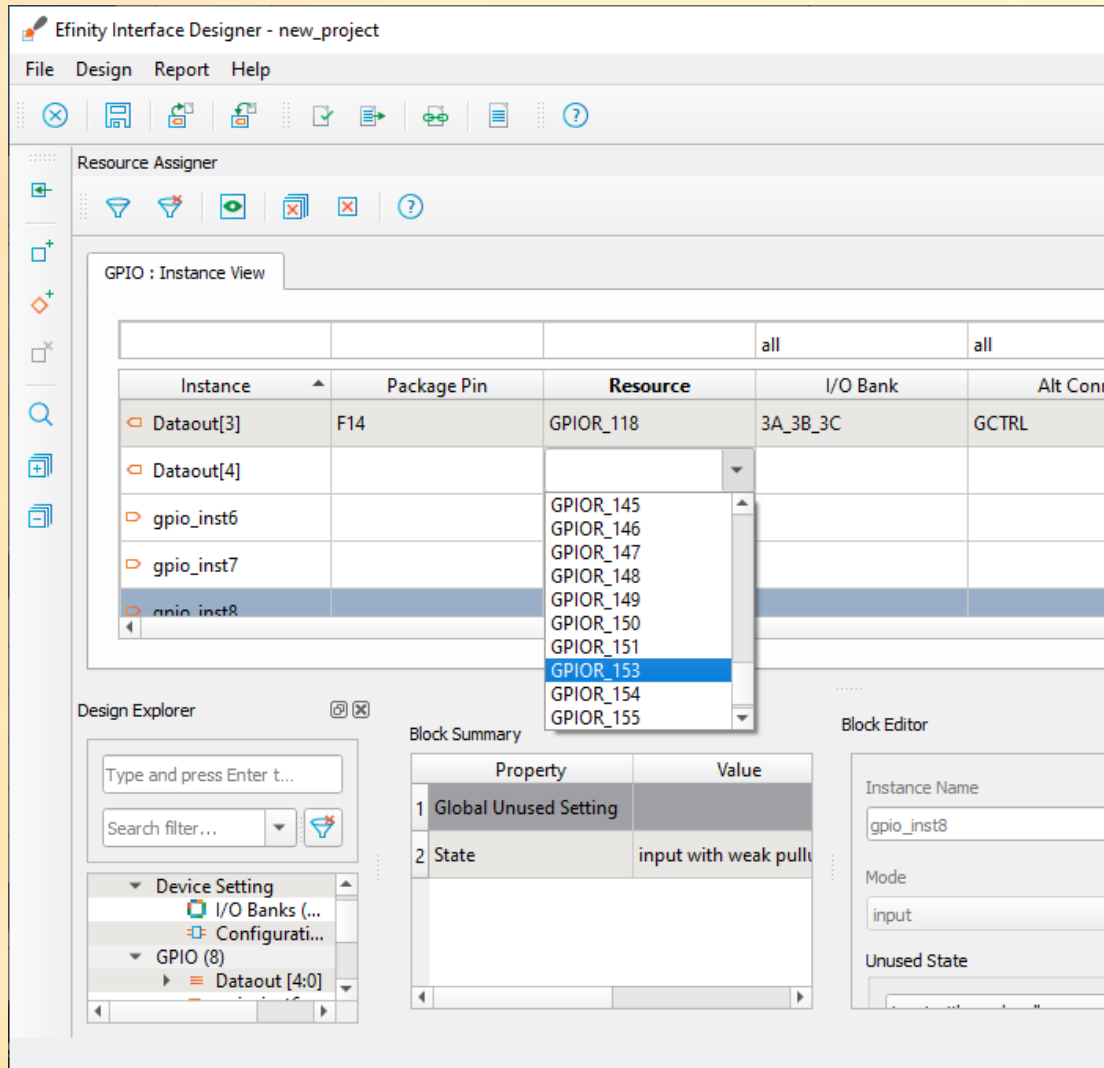 Efinity Interface Designer - new_project
File Design Report Help
Resource Assigner
GPIO : Instance View
all all
Instance Package Pin Resource I/O Bank Alt Conn
Dataout[3] F14 GPIOR_118 3A_3B_3C GCTRL
Dataout[4]
gpio_inst6
gpio_inst7
gpio_inst8
GPIOR_145
GPIOR_146
GPIOR_147
GPIOR_148
GPIOR_149
GPIOR_150
GPIOR_151
GPIOR_153
GPIOR_154
GPIOR_155
Design Explorer
Type and press Enter t...
Search filter...
Device Setting
I/O Banks (...
Configurati...
GPIO (8)
Dataout [4:0]
Block Summary
Property Value
1 Global Unused Setting
2 State input with weak pullu
Block Editor
Instance Name
gpio_inst8
Mode
input
Unused State